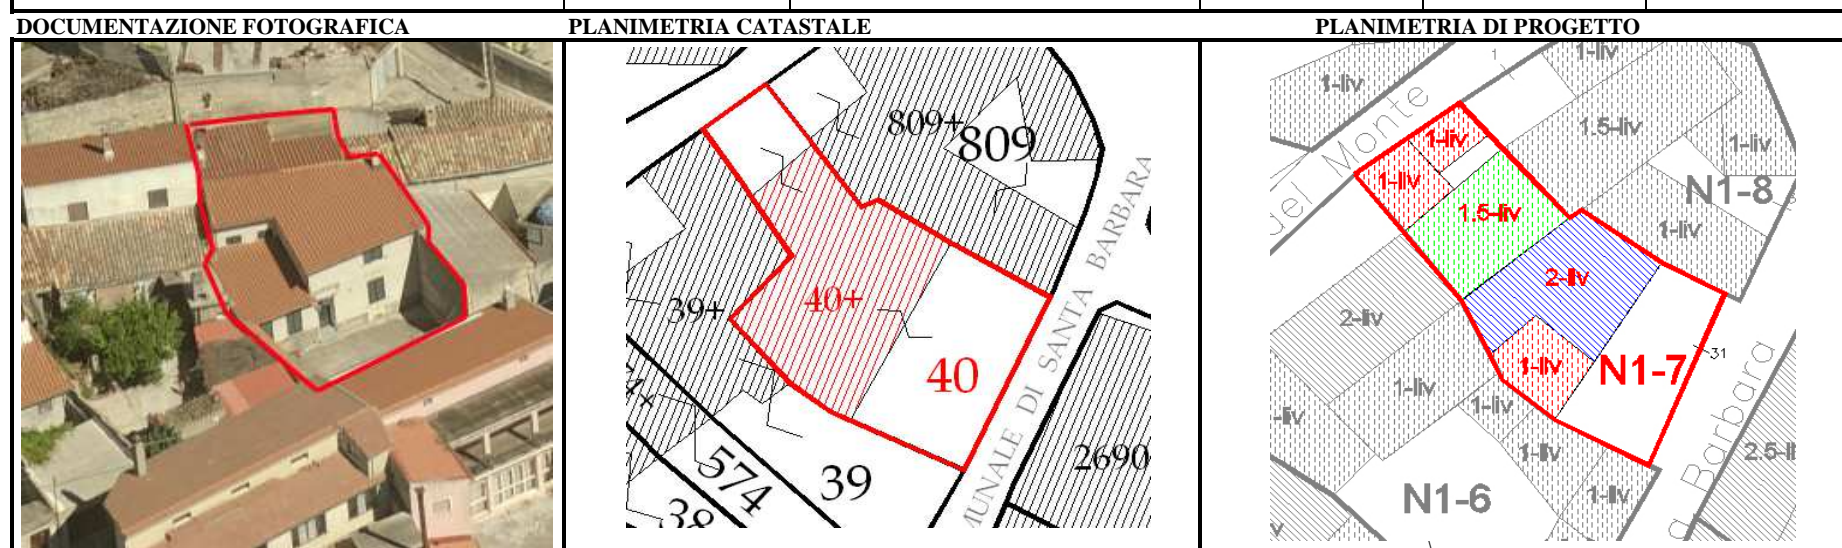 DOCUMENTAZIONE FOTOGRAFICA
PLANIMETRIA CATASTALE
PLANIMETRIA DI PROGETTO
809+
809
40+
39+
40
39
574
38
2690
MUNALE DI SANTA BARBARA
1-liv
1
1-liv
del Monte
1-liv
1.5-liv
1-liv
1-liv
N1-8
1.5-liv
1-liv
2-liv
2-liv
1-liv
N1-7
31
1-liv
1-liv
-liv
1-liv
2.5-li
N1-6
1-liv
Barbara
v